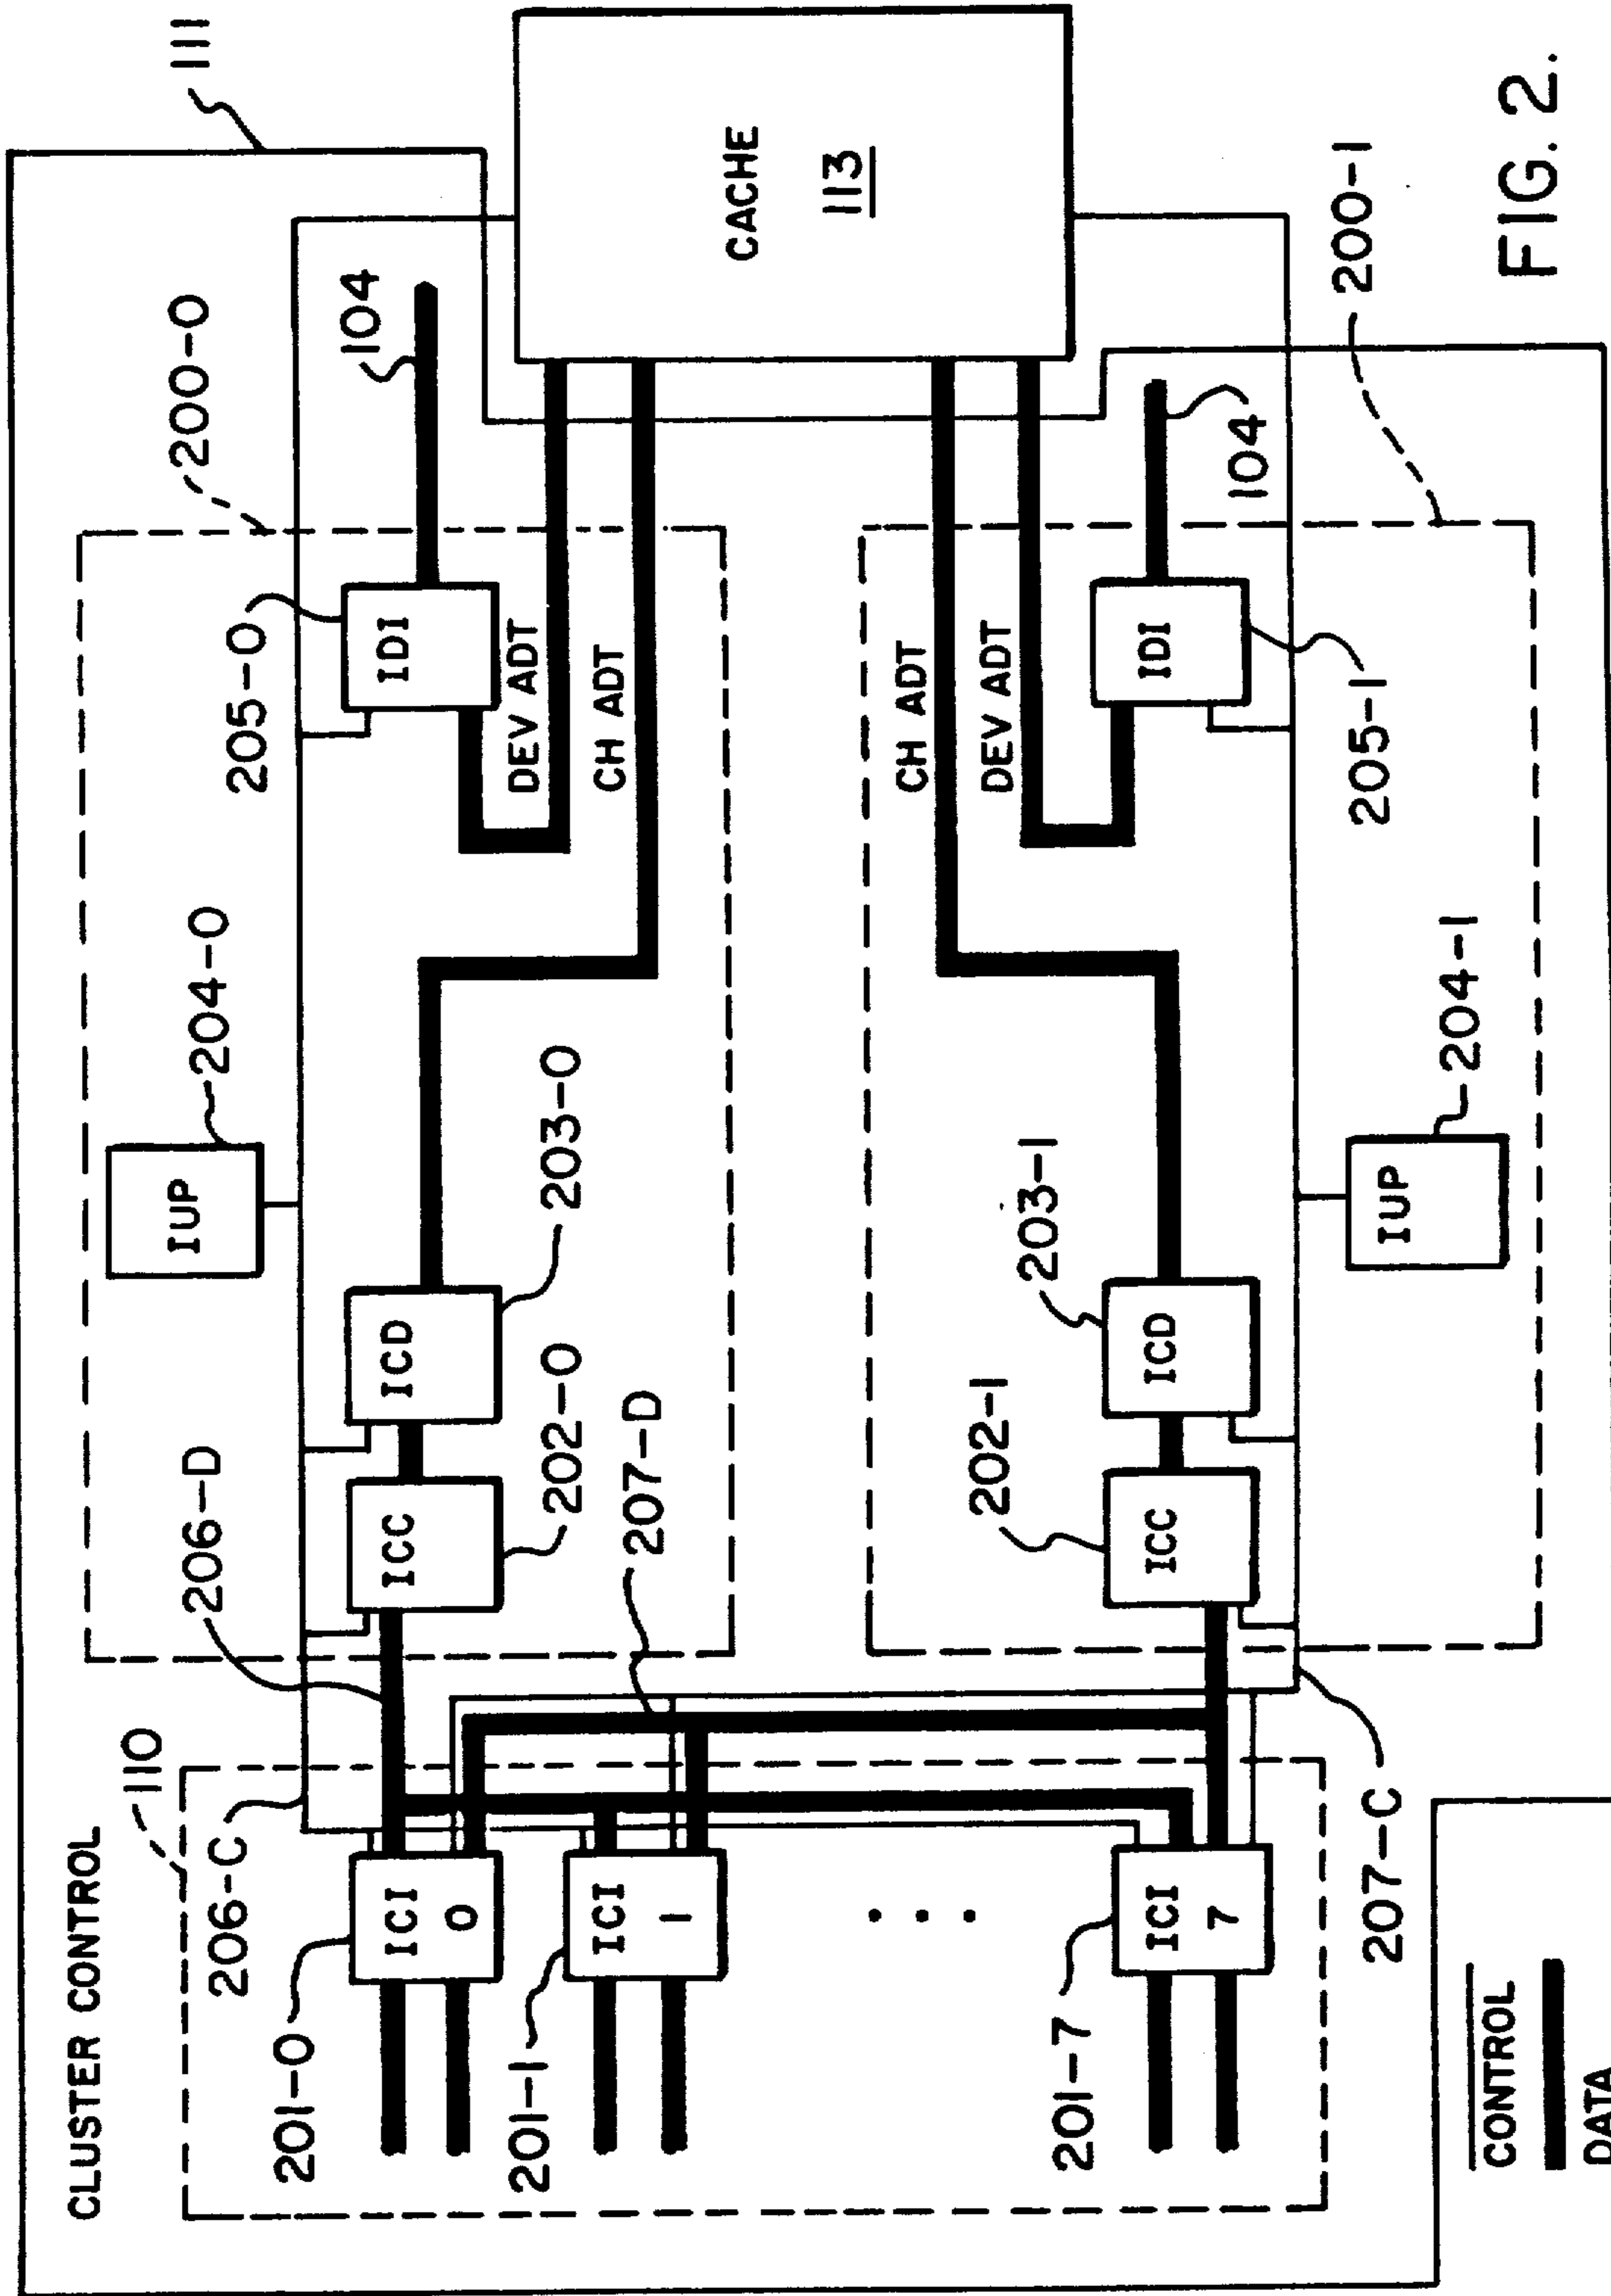 CLUSTER CONTROL
110
206-C
206-D
204-0
205-0
200-0
111
IUP
104
201-0
ICI
0
ICC
ICD
IDI
DEV ADT
CH ADT
202-0
203-0
CACHE
113
201-1
ICI
1
207-D
...
CH ADT
DEV ADT
202-1
203-1
201-7
ICI
7
ICC
ICD
IDI
104
IUP
207-C
204-1
205-1
200-1
CONTROL
DATA
FIG. 2.